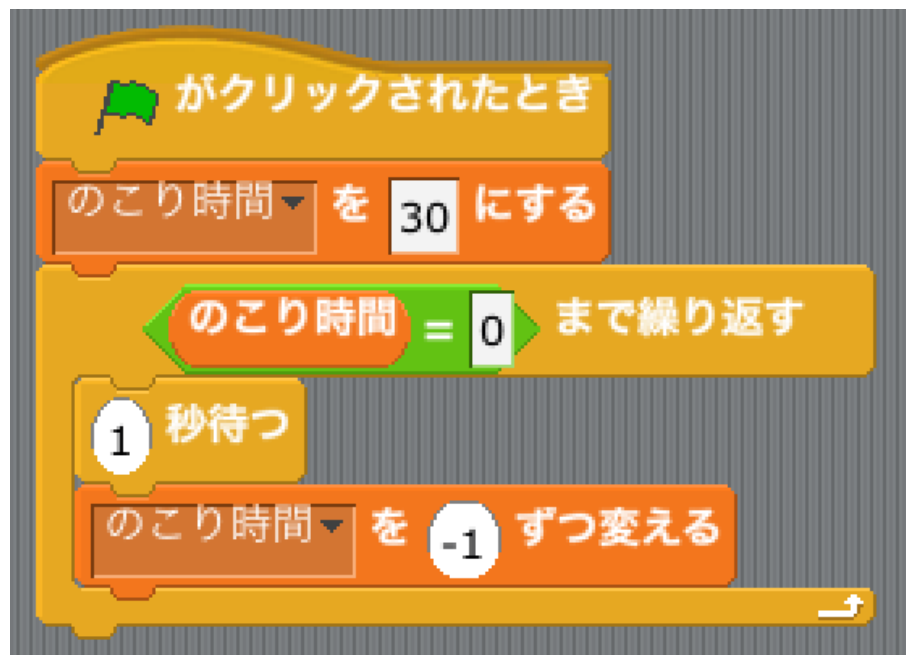 がクリックされたとき
のこり時間 を 30 にする
のこり時間 = 0 まで繰り返す
1 秒待つ
のこり時間 を -1 ずつ変える